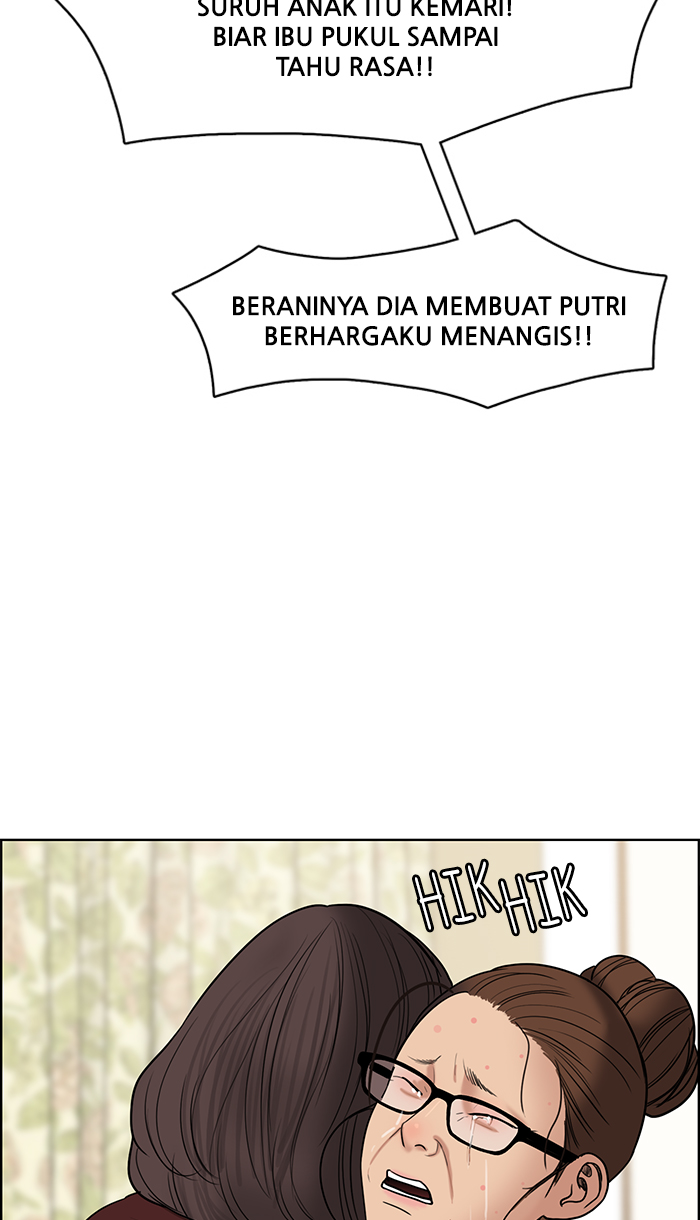 SURUH ANAK ITU KEMARI!
BIAR IBU PUKUL SAMPAI
TAHU RASA!!
BERANINYA DIA MEMBUAT PUTRI
BERHARGAKU MENANGIS!!
HIK HIK